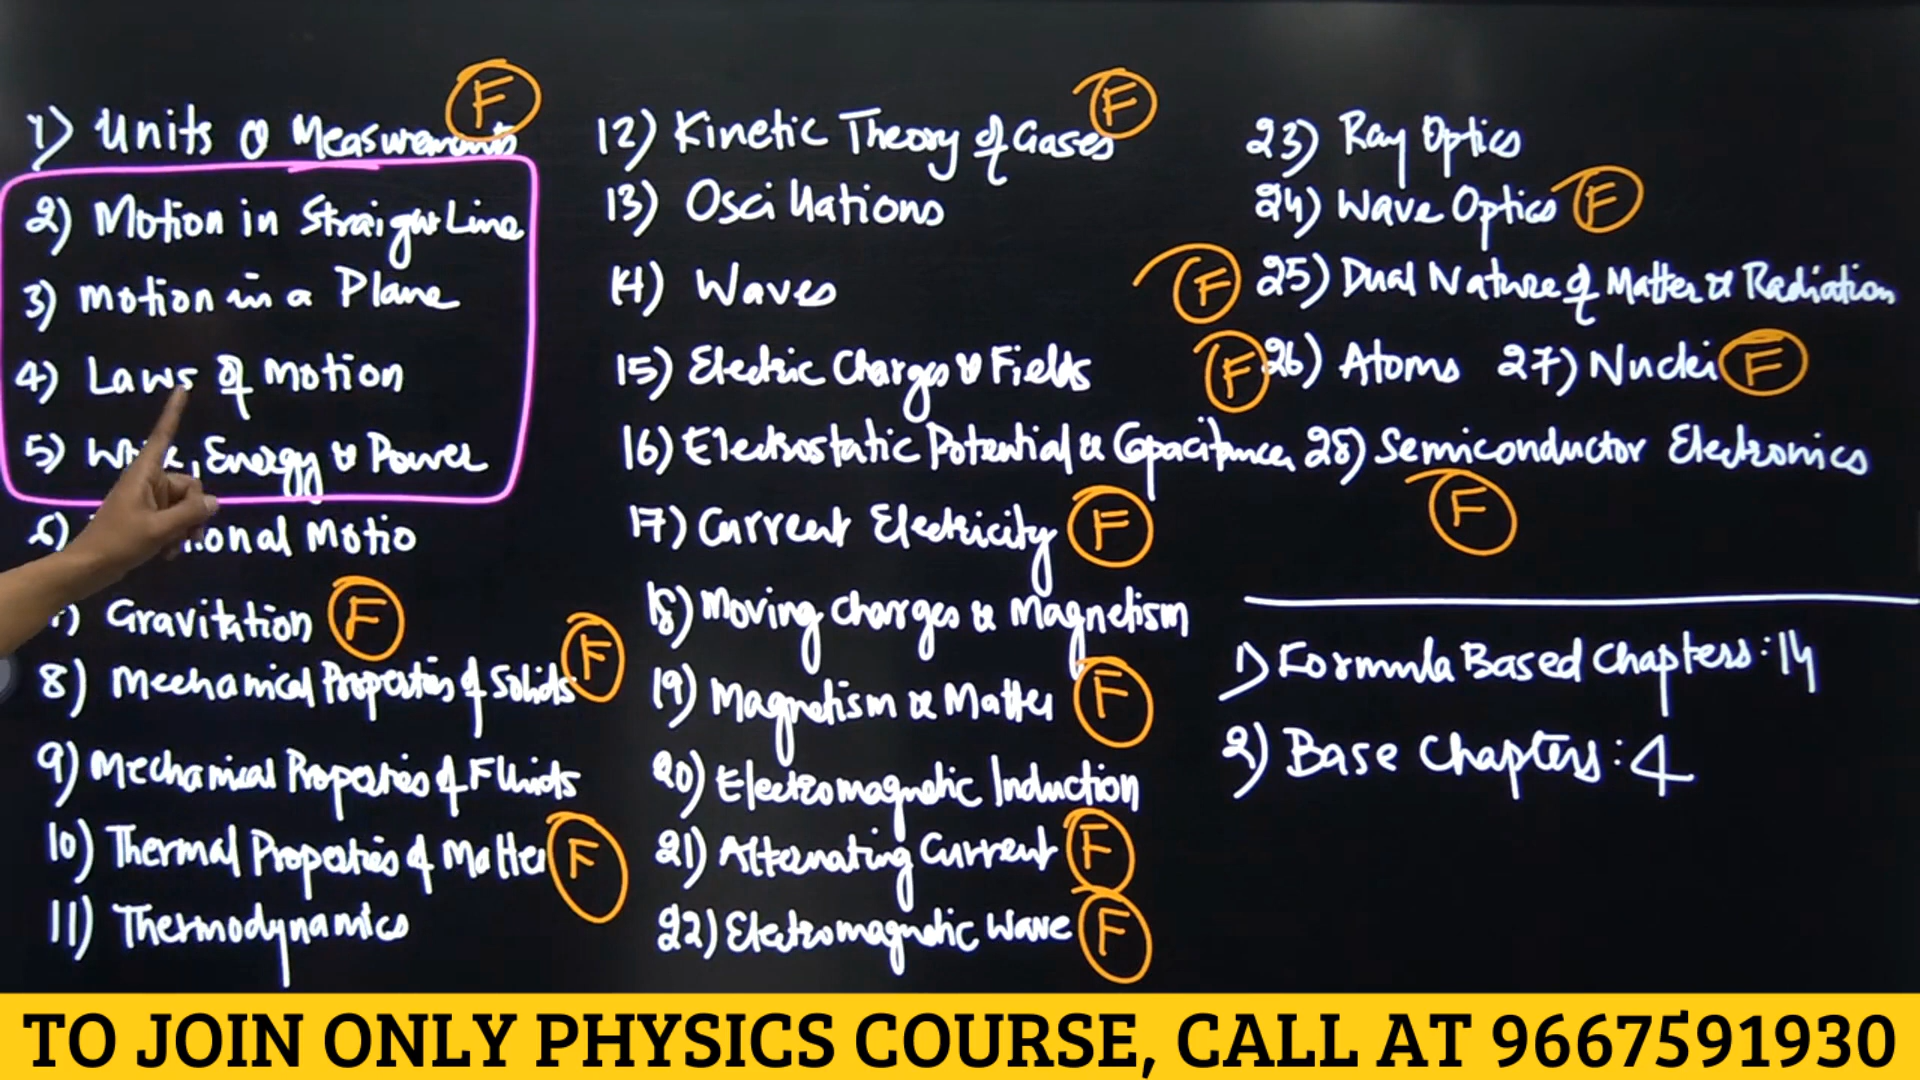 1) Units & Measurements F
2) Motion in Straight Line
3) Motion in a Plane
4) Laws of Motion
5) Energy & Power
6) Motio
Gravitation F
8) Mechanical Properties of Solids F
9) Mechanical Properties of Fluids
10) Thermal Properties of Matter F
11) Thermodynamics
12) Kinetic Theory of Gases F
13) Oscillations
14) Waves
15) Electric Charges & Fields
16) Electrostatic Potential & Capacitance
17) Current Electricity F
18) Moving Charges & Magnetism
19) Magnetism & Matter F
20) Electromagnetic Induction
21) Alternating Current F
22) Electromagnetic Wave F
23) Ray Optics
24) Wave Optics F
F 25) Dual Nature of Matter & Radiation
F 26) Atoms 27) Nuclei F
28) Semiconductor Electronics
F
1) Formula Based Chapters: 14
2) Base Chapters: 4
TO JOIN ONLY PHYSICS COURSE, CALL AT 9667591930